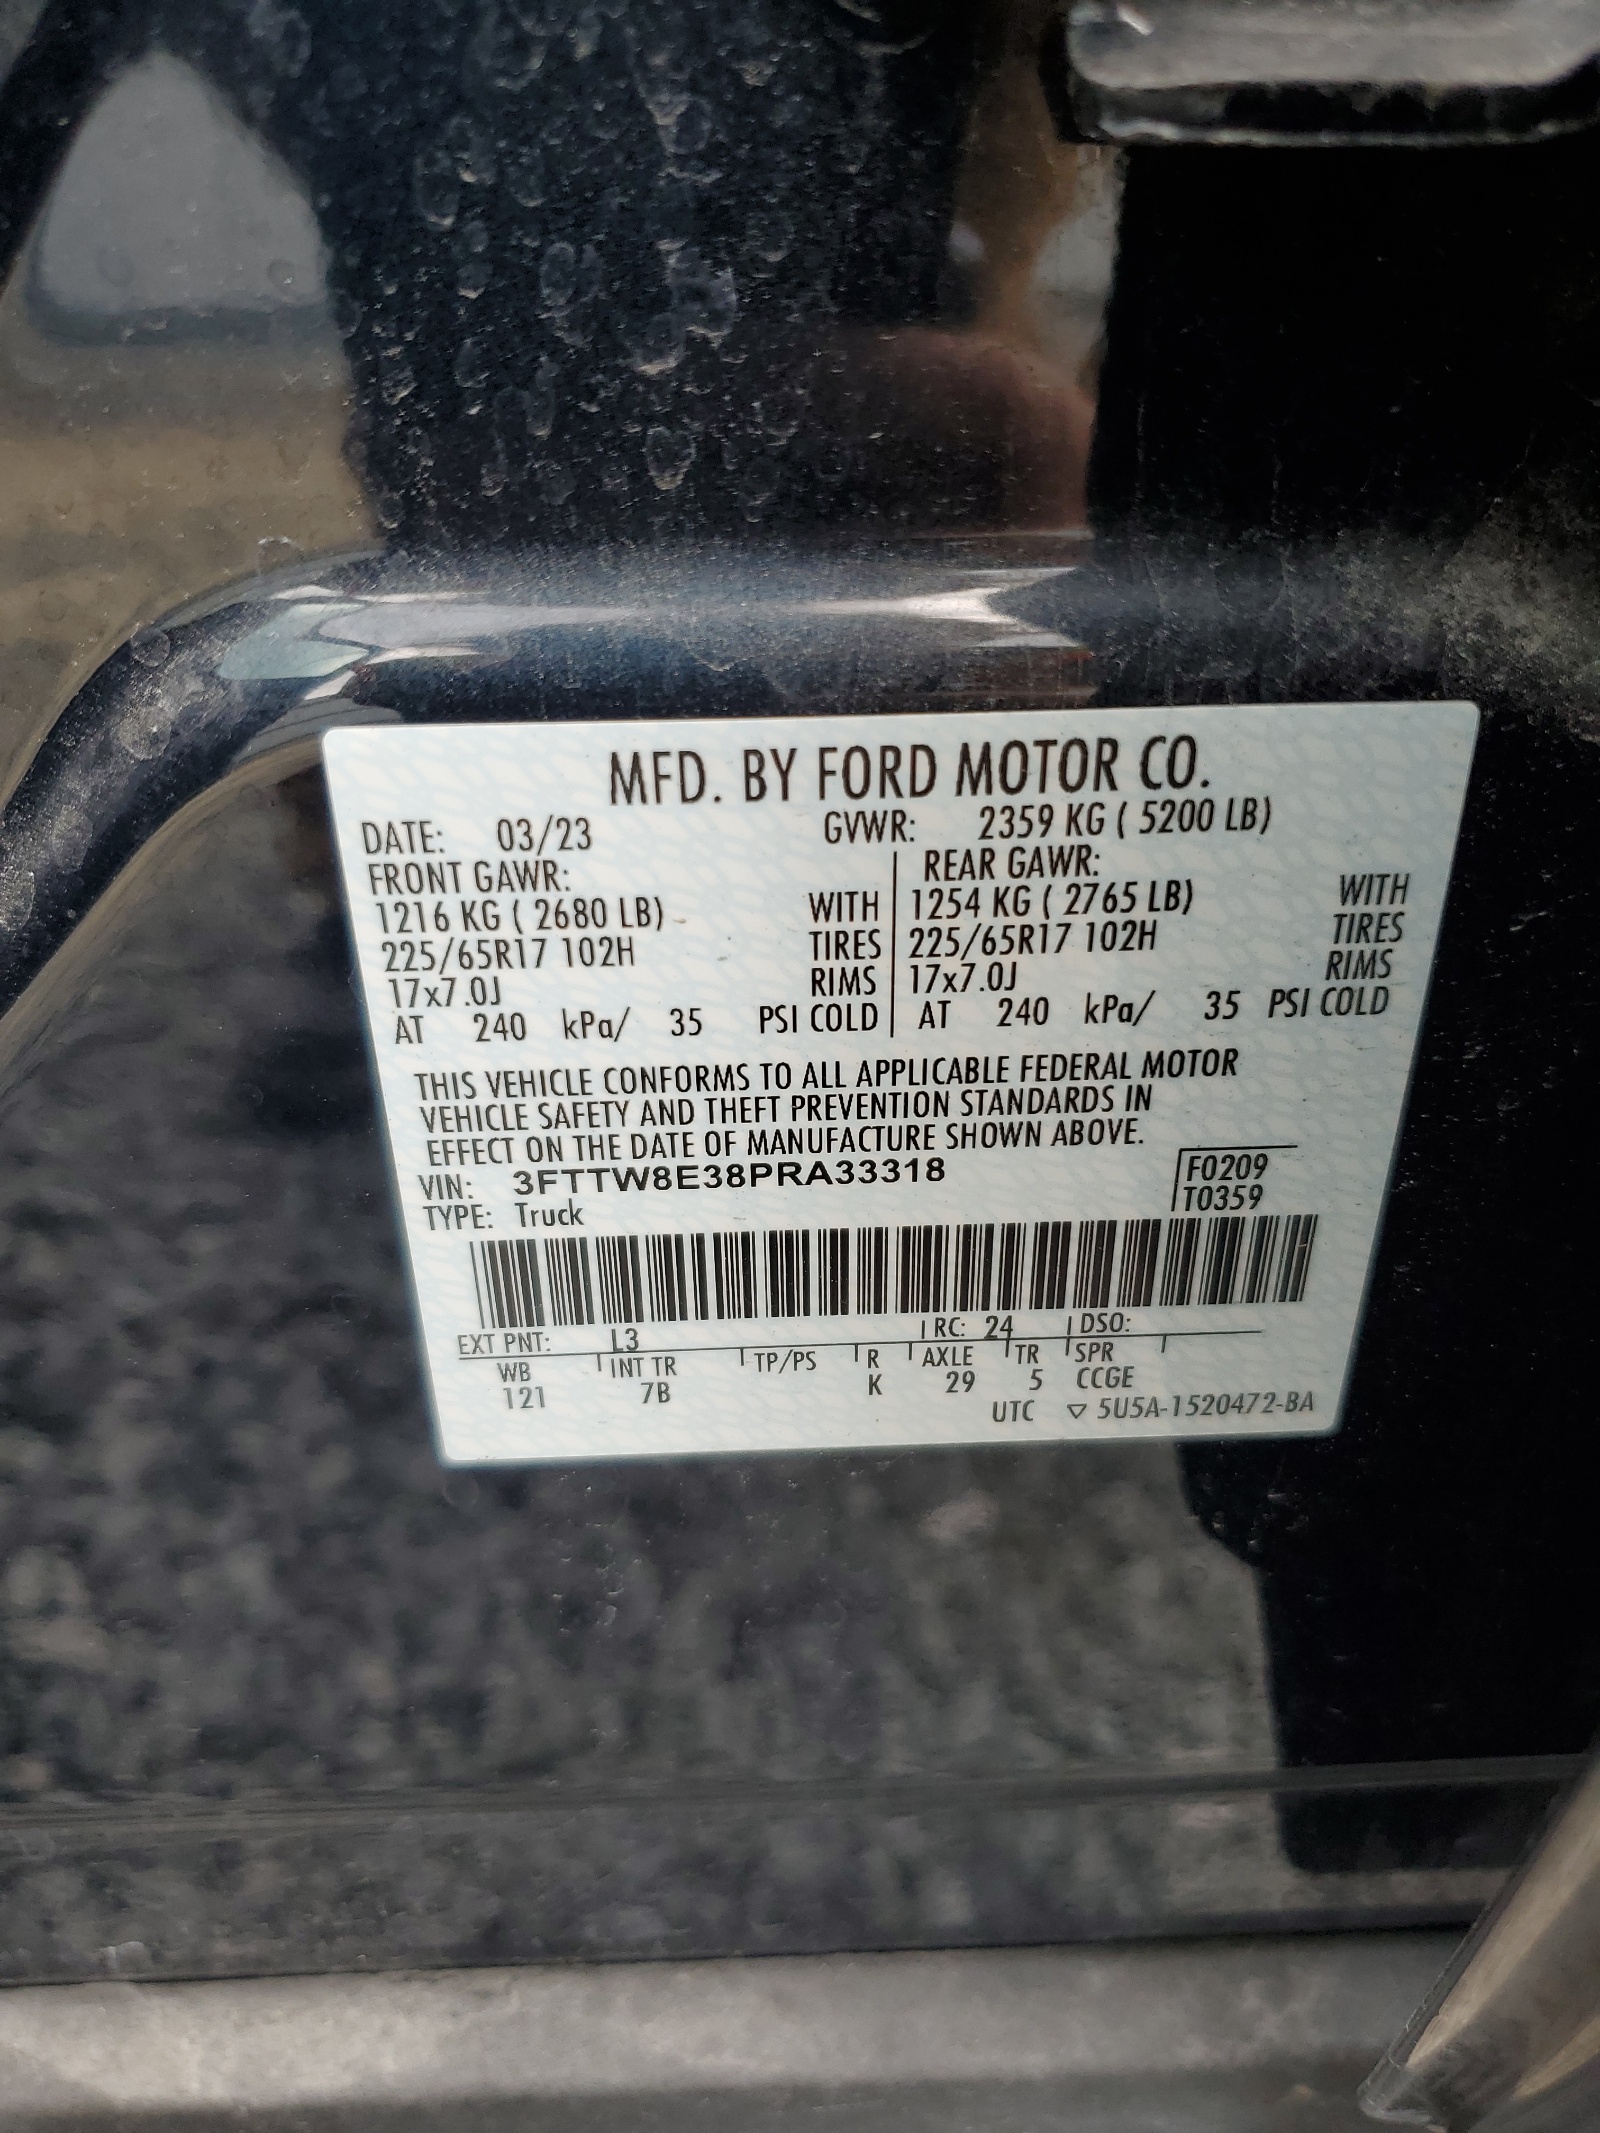 MFD. BY FORD MOTOR CO.
DATE: 03/23 GVWR: 2359 KG ( 5200 LB)
FRONT GAWR: REAR GAWR:
1216 KG ( 2680 LB) WITH 1254 KG ( 2765 LB) WITH
225/65R17 102H TIRES 225/65R17 102H TIRES
17x7.0J RIMS 17x7.0J RIMS
AT 240 kPa/ 35 PSI COLD AT 240 kPa/ 35 PSI COLD
THIS VEHICLE CONFORMS TO ALL APPLICABLE FEDERAL MOTOR
VEHICLE SAFETY AND THEFT PREVENTION STANDARDS IN
EFFECT ON THE DATE OF MANUFACTURE SHOWN ABOVE.
VIN: 3FTTW8E38PRA33318 F0209
TYPE: Truck T0359
EXT PNT: L3 RC: 24 DSO:
WB INT TR TP/PS R AXLE TR SPR
121 7B K 29 5 CCGE
UTC ▽ 5U5A-1520472-BA